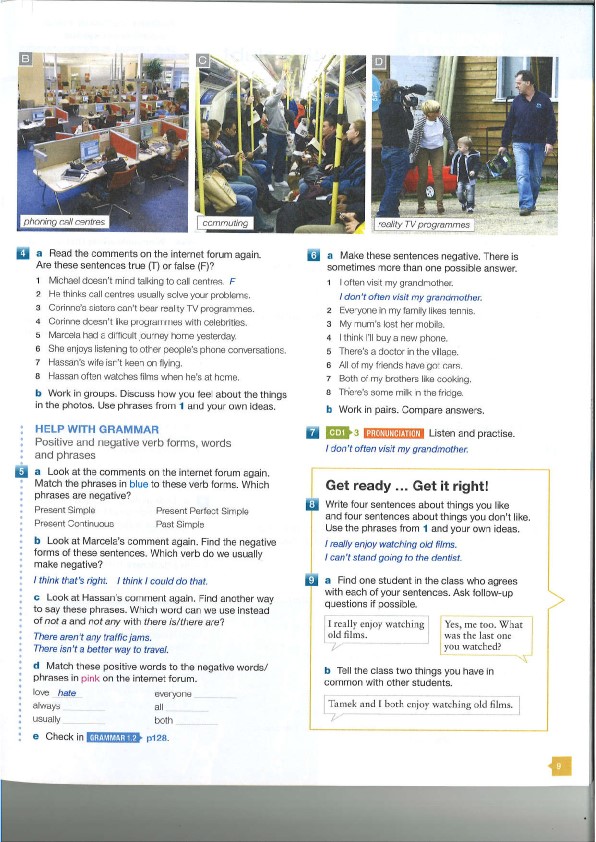 B
C
D
phoning call centres
commuting
reality TV programmes
4 a Read the comments on the internet forum again.
Are these sentences true (T) or false (F)?
1 Michael doesn't mind talking to call centres. F
2 He thinks call centres usually solve your problems.
3 Corinne's sisters can't bear reality TV programmes.
4 Corinne doesn't like programmes with celebrities.
5 Marcela had a difficult journey home yesterday.
6 She enjoys listening to other people's phone conversations.
7 Hassan's wife isn't keen on flying.
8 Hassan often watches films when he's at home.
b Work in groups. Discuss how you feel about the things
in the photos. Use phrases from 1 and your own ideas.
HELP WITH GRAMMAR
Positive and negative verb forms, words
and phrases
5 a Look at the comments on the internet forum again.
Match the phrases in blue to these verb forms. Which
phrases are negative?
Present Simple Present Perfect Simple
Present Continuous Past Simple
b Look at Marcela's comment again. Find the negative
forms of these sentences. Which verb do we usually
make negative?
I think that's right. I think I could do that.
c Look at Hassan's comment again. Find another way
to say these phrases. Which word can we use instead
of not a and not any with there is/there are?
There aren't any traffic jams.
There isn't a better way to travel.
d Match these positive words to the negative words/
phrases in pink on the internet forum.
love hate everyone
always all
usually both
e Check in GRAMMAR 1.2 p128.
6 a Make these sentences negative. There is
sometimes more than one possible answer.
1 I often visit my grandmother.
I don't often visit my grandmother.
2 Everyone in my family likes tennis.
3 My mum's lost her mobile.
4 I think I'll buy a new phone.
5 There's a doctor in the village.
6 All of my friends have got cars.
7 Both of my brothers like cooking.
8 There's some milk in the fridge.
b Work in pairs. Compare answers.
7 CD1 3 PRONUNCIATION Listen and practise.
I don't often visit my grandmother.
Get ready ... Get it right!
8 Write four sentences about things you like
and four sentences about things you don't like.
Use the phrases from 1 and your own ideas.
I really enjoy watching old films.
I can't stand going to the dentist.
9 a Find one student in the class who agrees
with each of your sentences. Ask follow-up
questions if possible.
I really enjoy watching
old films.
Yes, me too. What
was the last one
you watched?
b Tell the class two things you have in
common with other students.
Tamek and I both enjoy watching old films.
9